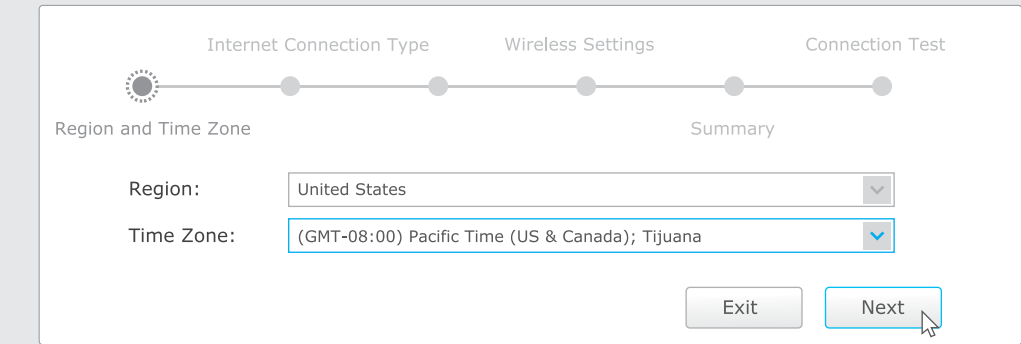 Internet Connection Type Wireless Settings Connection Test
Region and Time Zone Summary
Region: United States
Time Zone: (GMT-08:00) Pacific Time (US & Canada); Tijuana
Exit Next